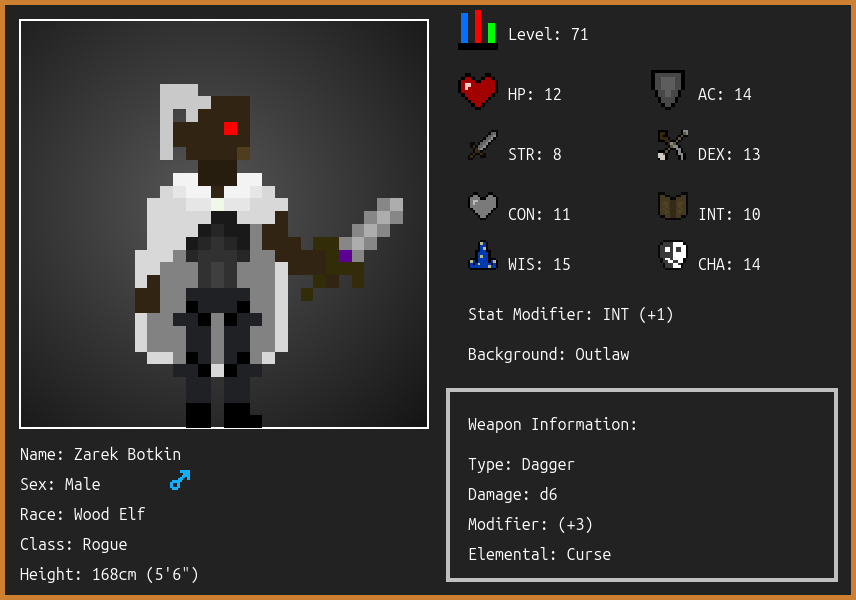 Level: 71
HP: 12
AC: 14
STR: 8
DEX: 13
CON: 11
INT: 10
WIS: 15
CHA: 14
Stat Modifier: INT (+1)
Background: Outlaw
Weapon Information:
Type: Dagger
Damage: d6
Modifier: (+3)
Elemental: Curse
Name: Zarek Botkin
Sex: Male
Race: Wood Elf
Class: Rogue
Height: 168cm (5'6")